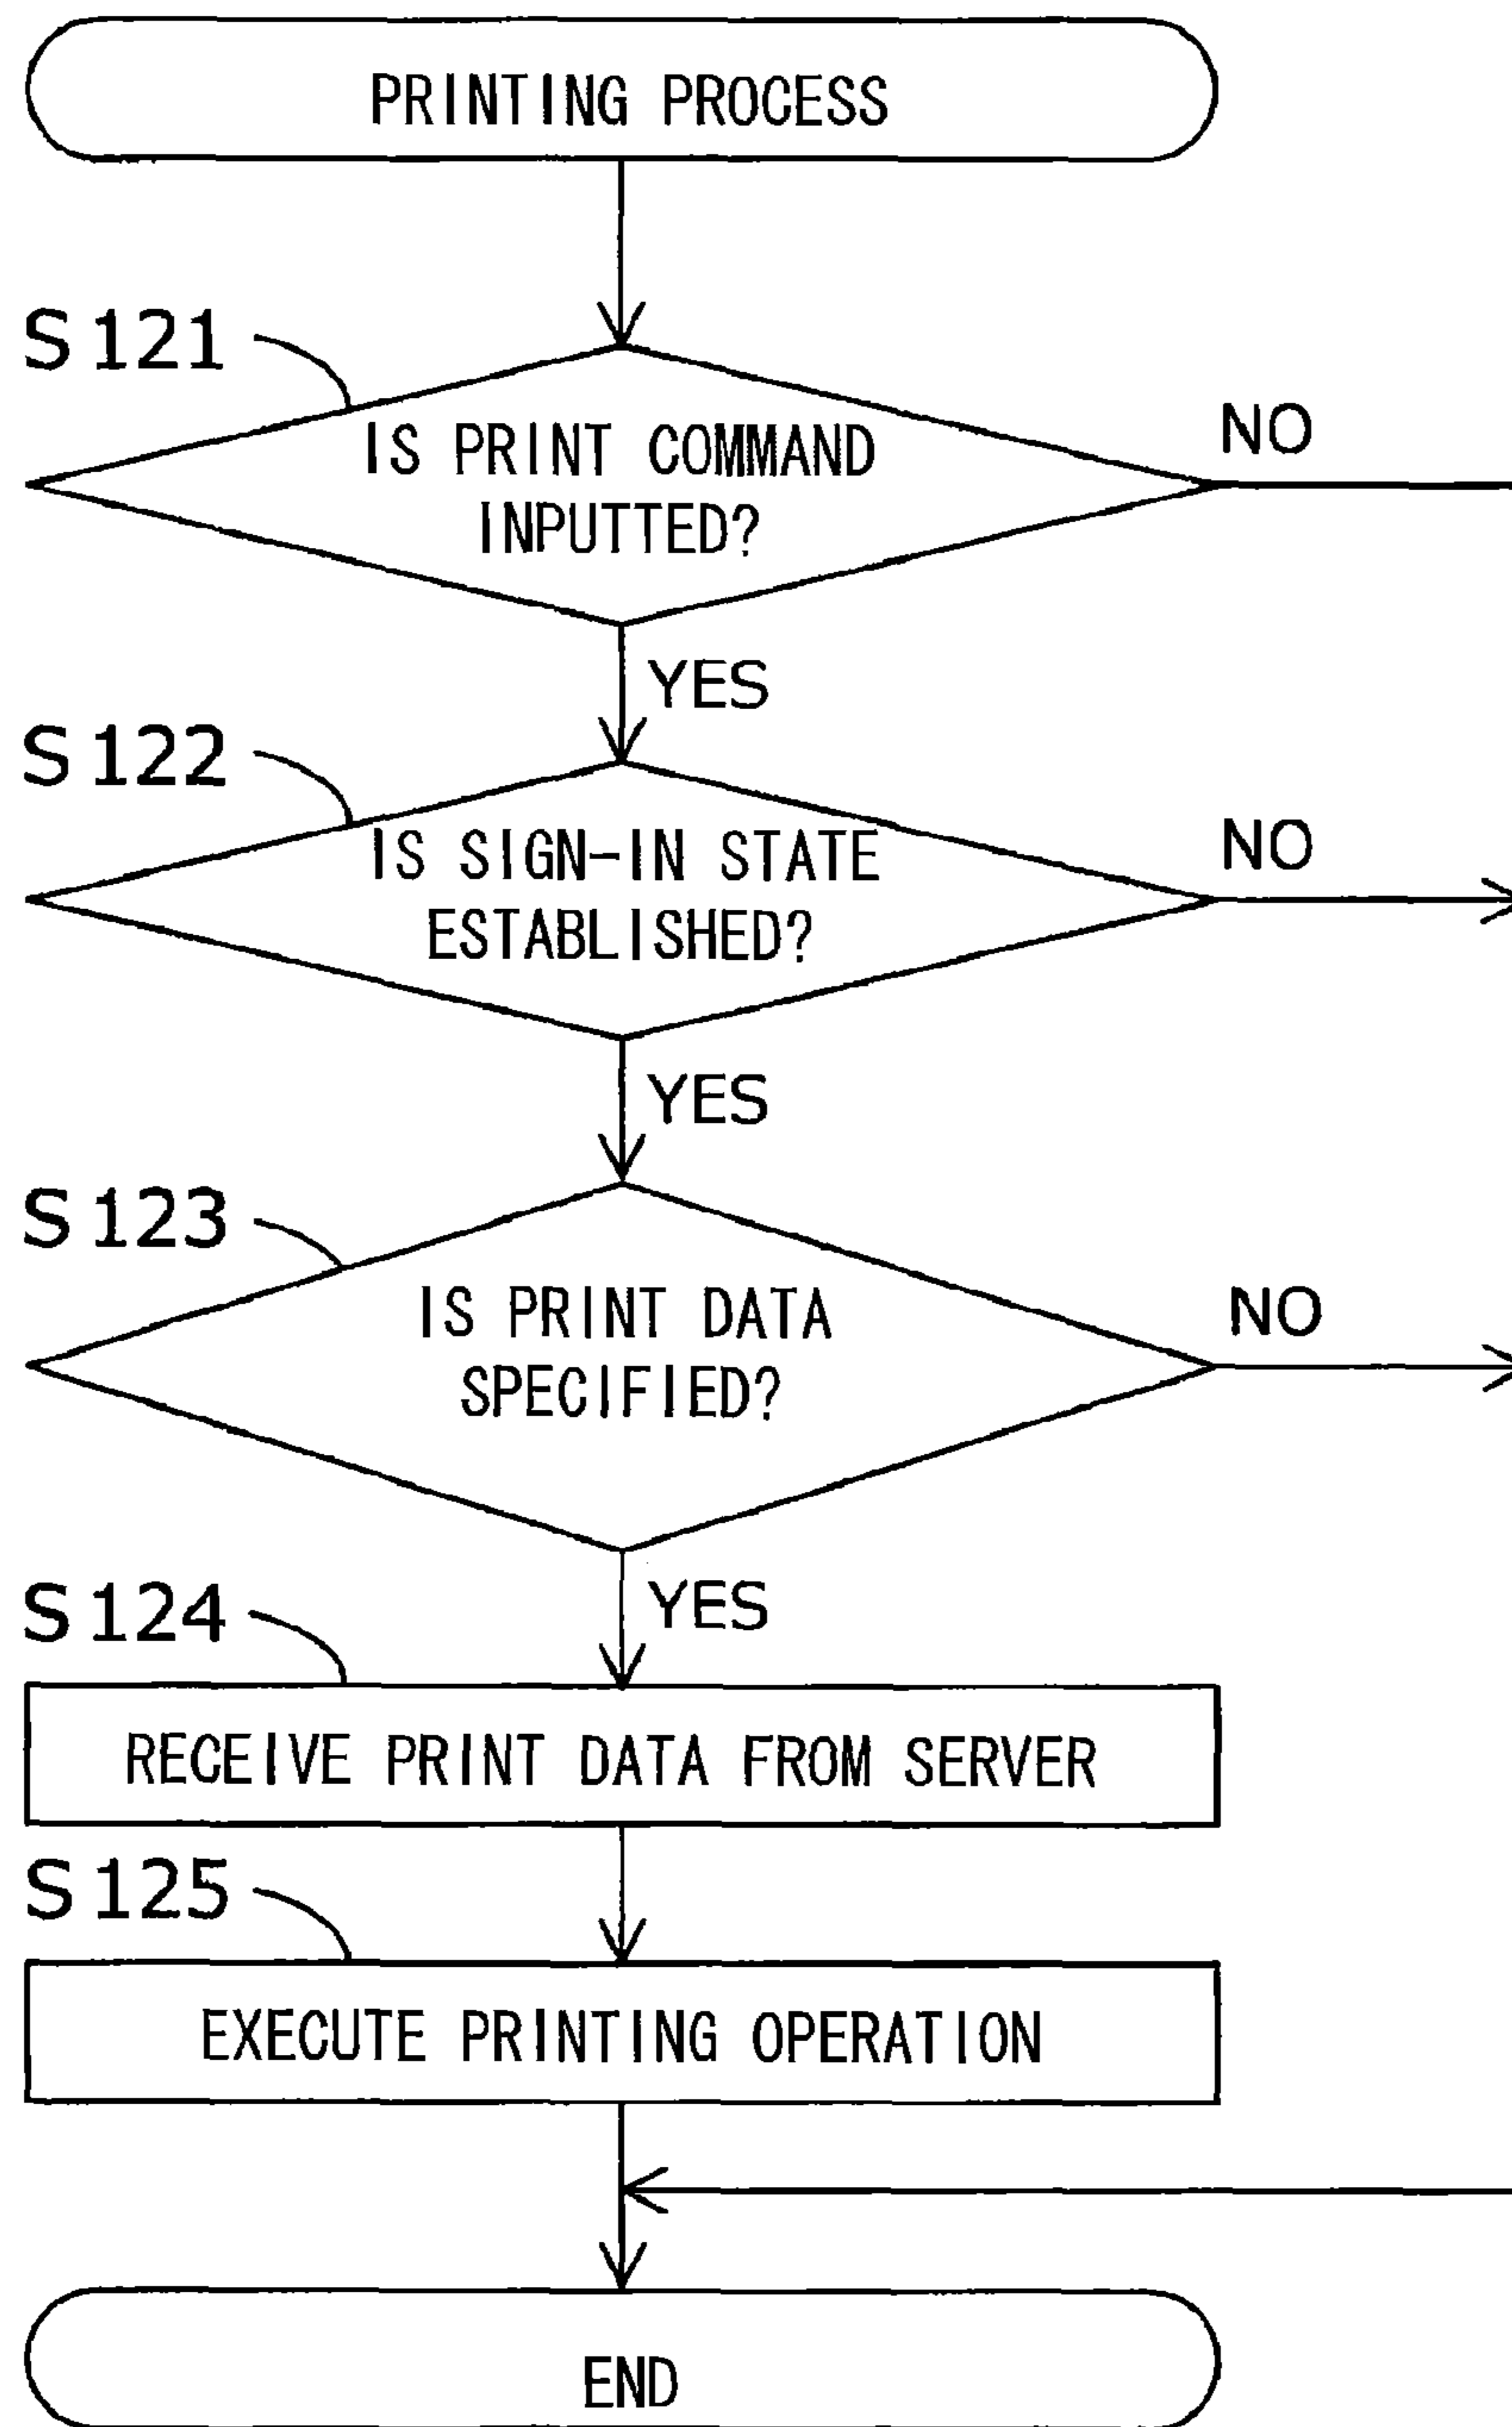 PRINTING PROCESS
S121
IS PRINT COMMAND
INPUTTED?
NO
YES
S122
IS SIGN-IN STATE
ESTABLISHED?
NO
YES
S123
IS PRINT DATA
SPECIFIED?
NO
YES
S124
RECEIVE PRINT DATA FROM SERVER
S125
EXECUTE PRINTING OPERATION
END